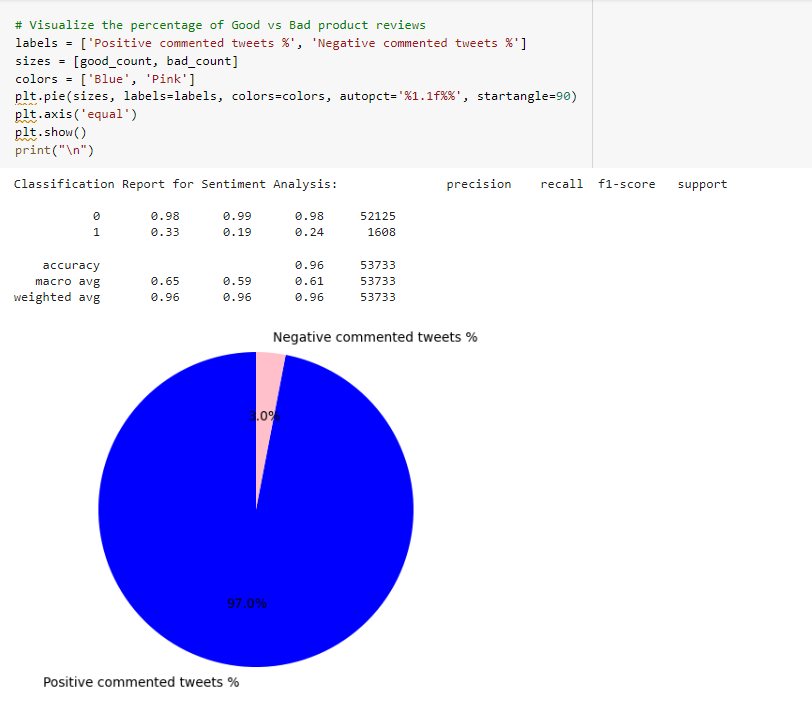 # Visualize the percentage of Good vs Bad product reviews
labels = ['Positive commented tweets %', 'Negative commented tweets %']
sizes = [good_count, bad_count]
colors = ['Blue', 'Pink']
plt.pie(sizes, labels=labels, colors=colors, autopct='%1.1f%%', startangle=90)
plt.axis('equal')
plt.show()
print("\n")
Classification Report for Sentiment Analysis: precision recall f1-score support
0 0.98 0.99 0.98 52125
1 0.33 0.19 0.24 1608
accuracy 0.96 53733
macro avg 0.65 0.59 0.61 53733
weighted avg 0.96 0.96 0.96 53733
Negative commented tweets %
3.0%
97.0%
Positive commented tweets %